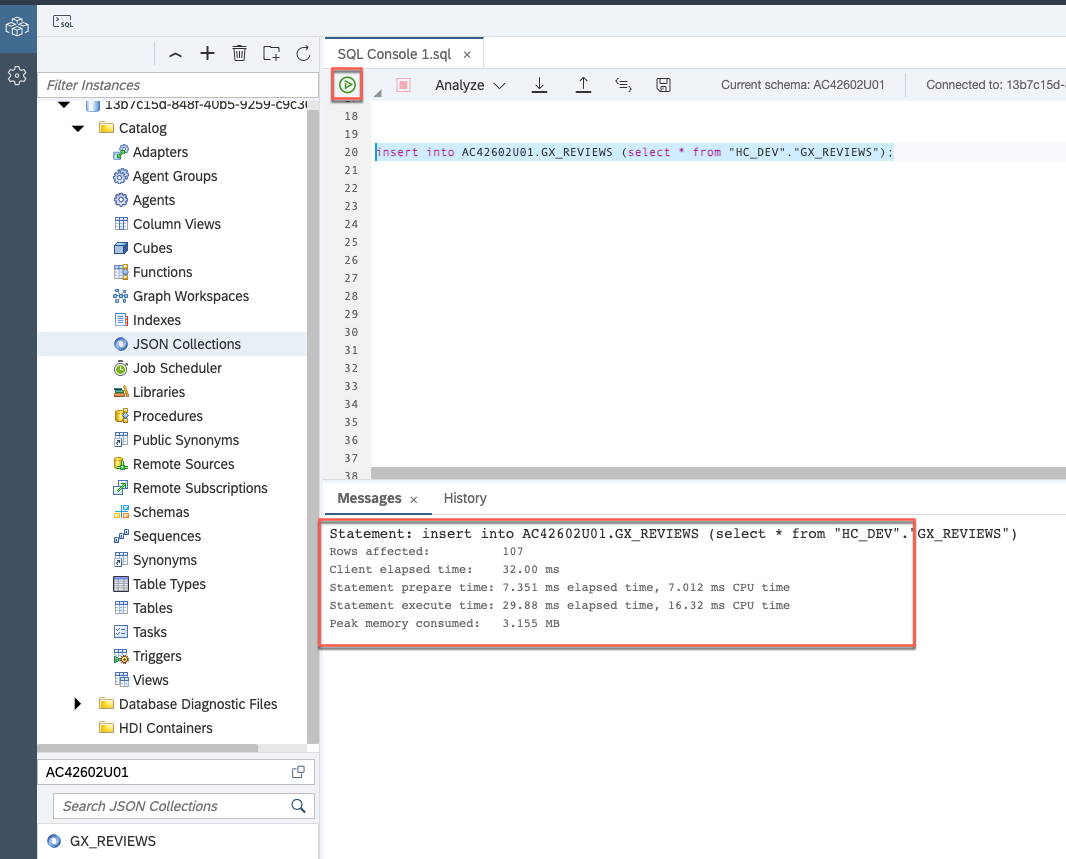 SQL
SQL Console 1.sql ×
Filter Instances
Analyze
Current schema: AC42602U01
Connected to: 13b7c15d-
13b7c15d-848f-40b5-9259-c9c3
Catalog
Adapters
Agent Groups
Agents
Column Views
Cubes
Functions
Graph Workspaces
Indexes
JSON Collections
Job Scheduler
Libraries
Procedures
Public Synonyms
Remote Sources
Remote Subscriptions
Schemas
Sequences
Synonyms
Table Types
Tables
Tasks
Triggers
Views
Database Diagnostic Files
HDI Containers
AC42602U01
Search JSON Collections
GX_REVIEWS
18
19
20 insert into AC42602U01.GX_REVIEWS (select * from "HC_DEV"."GX_REVIEWS");
21
22
23
24
25
26
27
28
29
30
31
32
33
34
35
36
37
38
Messages × History
Statement: insert into AC42602U01.GX_REVIEWS (select * from "HC_DEV"."GX_REVIEWS")
Rows affected: 107
Client elapsed time: 32.00 ms
Statement prepare time: 7.351 ms elapsed time, 7.012 ms CPU time
Statement execute time: 29.88 ms elapsed time, 16.32 ms CPU time
Peak memory consumed: 3.155 MB